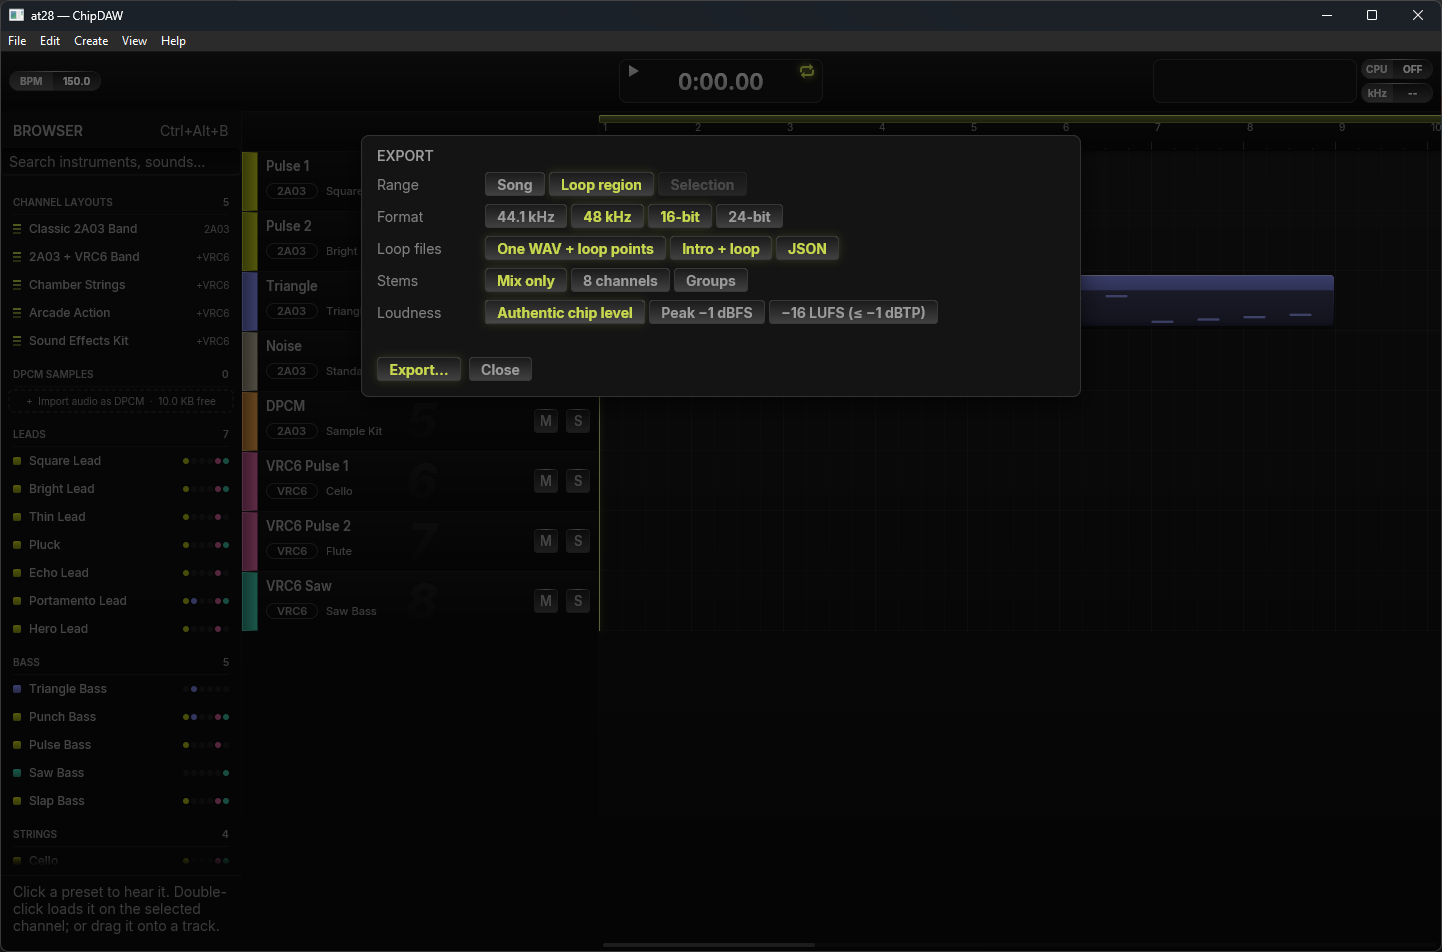 at28 — ChipDAW
File Edit Create View Help
BPM 150.0
0:00.00
CPU OFF
kHz --
BROWSER Ctrl+Alt+B
Search instruments, sounds...
CHANNEL LAYOUTS 5
Classic 2A03 Band 2A03
2A03 + VRC6 Band +VRC6
Chamber Strings +VRC6
Arcade Action +VRC6
Sound Effects Kit +VRC6
DPCM SAMPLES 0
+ Import audio as DPCM · 10.0 KB free
LEADS 7
Square Lead
Bright Lead
Thin Lead
Pluck
Echo Lead
Portamento Lead
Hero Lead
BASS 5
Triangle Bass
Punch Bass
Pulse Bass
Saw Bass
Slap Bass
STRINGS 4
Cello
Click a preset to hear it. Double-
click loads it on the selected
channel; or drag it onto a track.
1 2 3 4 5 6 7 8 9 10
Pulse 1
2A03 Square
Pulse 2
2A03 Bright
Triangle
2A03 Triang
Noise
2A03 Standa
DPCM
2A03 Sample Kit
M S
5
VRC6 Pulse 1
VRC6 Cello
M S
6
VRC6 Pulse 2
VRC6 Flute
M S
7
VRC6 Saw
VRC6 Saw Bass
M S
8
EXPORT
Range Song Loop region Selection
Format 44.1 kHz 48 kHz 16-bit 24-bit
Loop files One WAV + loop points Intro + loop JSON
Stems Mix only 8 channels Groups
Loudness Authentic chip level Peak −1 dBFS −16 LUFS (≤ −1 dBTP)
Export... Close